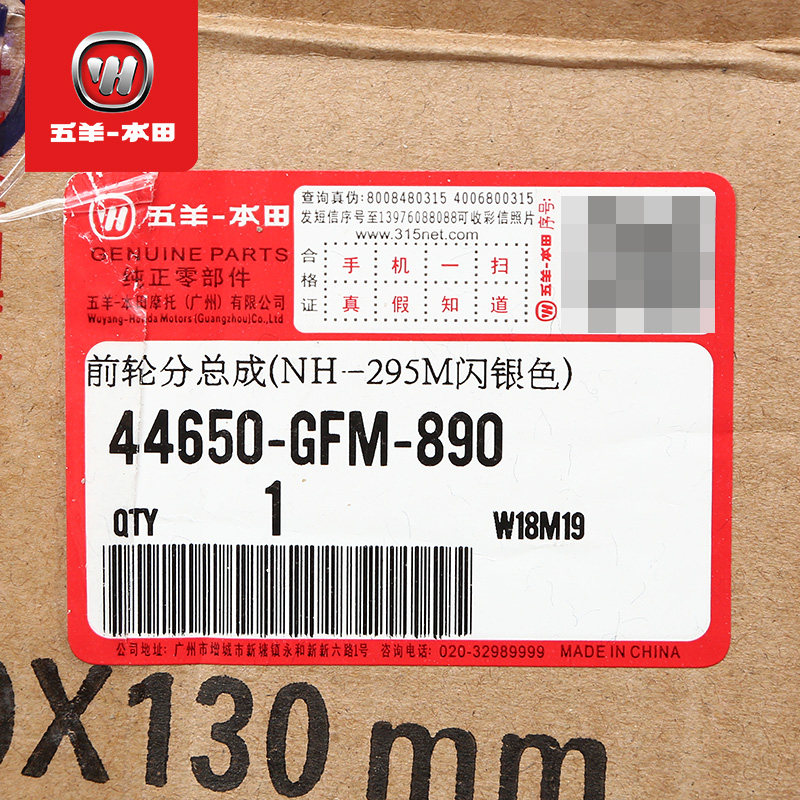 五羊-本田
五羊-本田
GENUINE PARTS
纯正零部件
五羊-本田摩托(广州)有限公司
Wuyang-Honda Motors (Guangzhou) Co.,Ltd
查询真伪:8008480315 4006800315
发短信序号至13976088088可收彩信照片
www.315net.com
合格证
手机一扫
真假知道
五羊-本田 序号:
前轮分总成(NH-295M闪银色)
44650-GFM-890
QTY 1 W18M19
公司地址: 广州市增城市新塘镇永和新新六路1号 咨询电话: 020-32989999 MADE IN CHINA
0X130mm